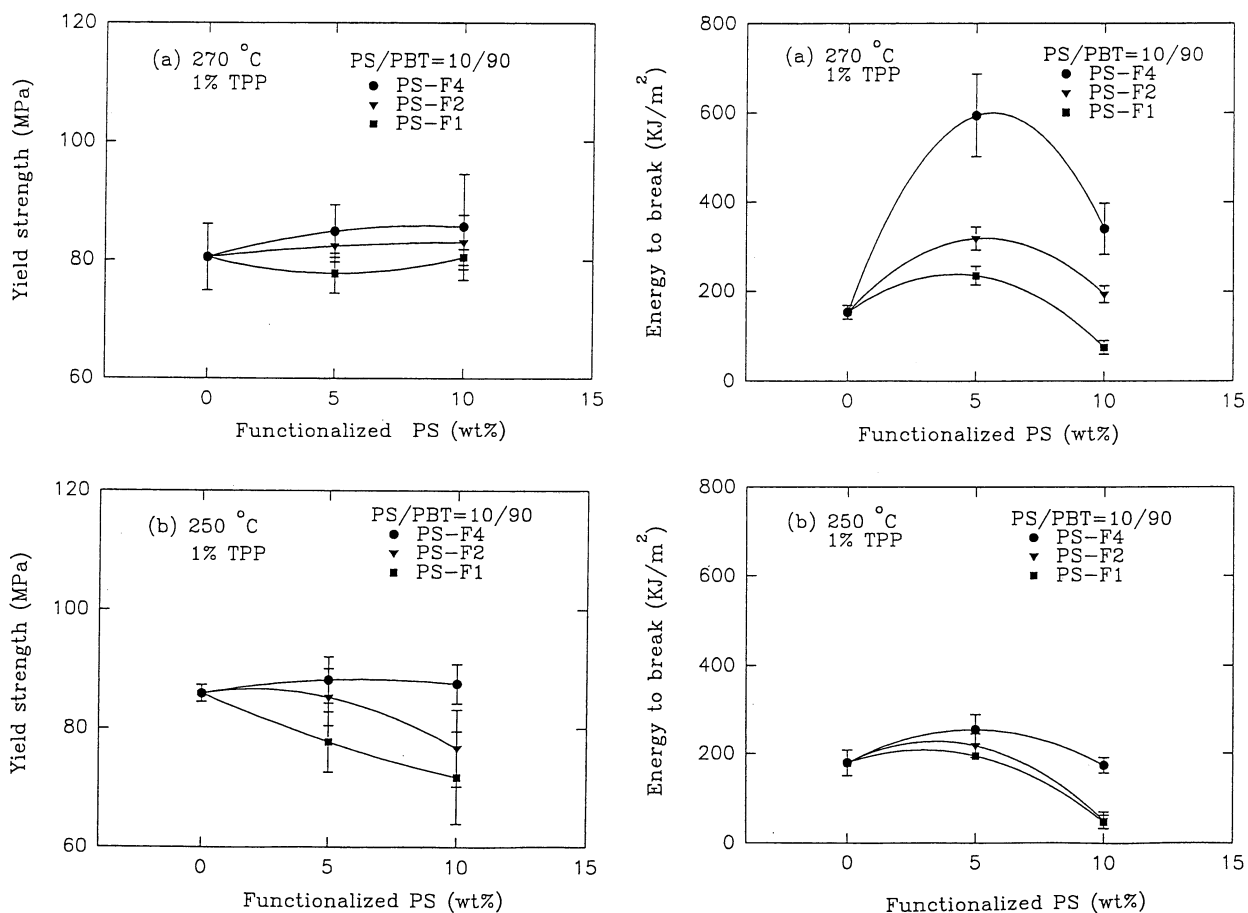 120
100
80
60
Yield strength (MPa)
(a) 270 °C
1% TPP
PS/PBT=10/90
PS-F4
PS-F2
PS-F1
0
5
10
15
Functionalized PS (wt%)
800
600
400
200
0
Energy to break (KJ/m²)
(a) 270 °C
1% TPP
PS/PBT=10/90
PS-F4
PS-F2
PS-F1
0
5
10
15
Functionalized PS (wt%)
120
100
80
60
Yield strength (MPa)
(b) 250 °C
1% TPP
PS/PBT=10/90
PS-F4
PS-F2
PS-F1
0
5
10
15
Functionalized PS (wt%)
800
600
400
200
0
Energy to break (KJ/m²)
(b) 250 °C
1% TPP
PS/PBT=10/90
PS-F4
PS-F2
PS-F1
0
5
10
15
Functionalized PS (wt%)